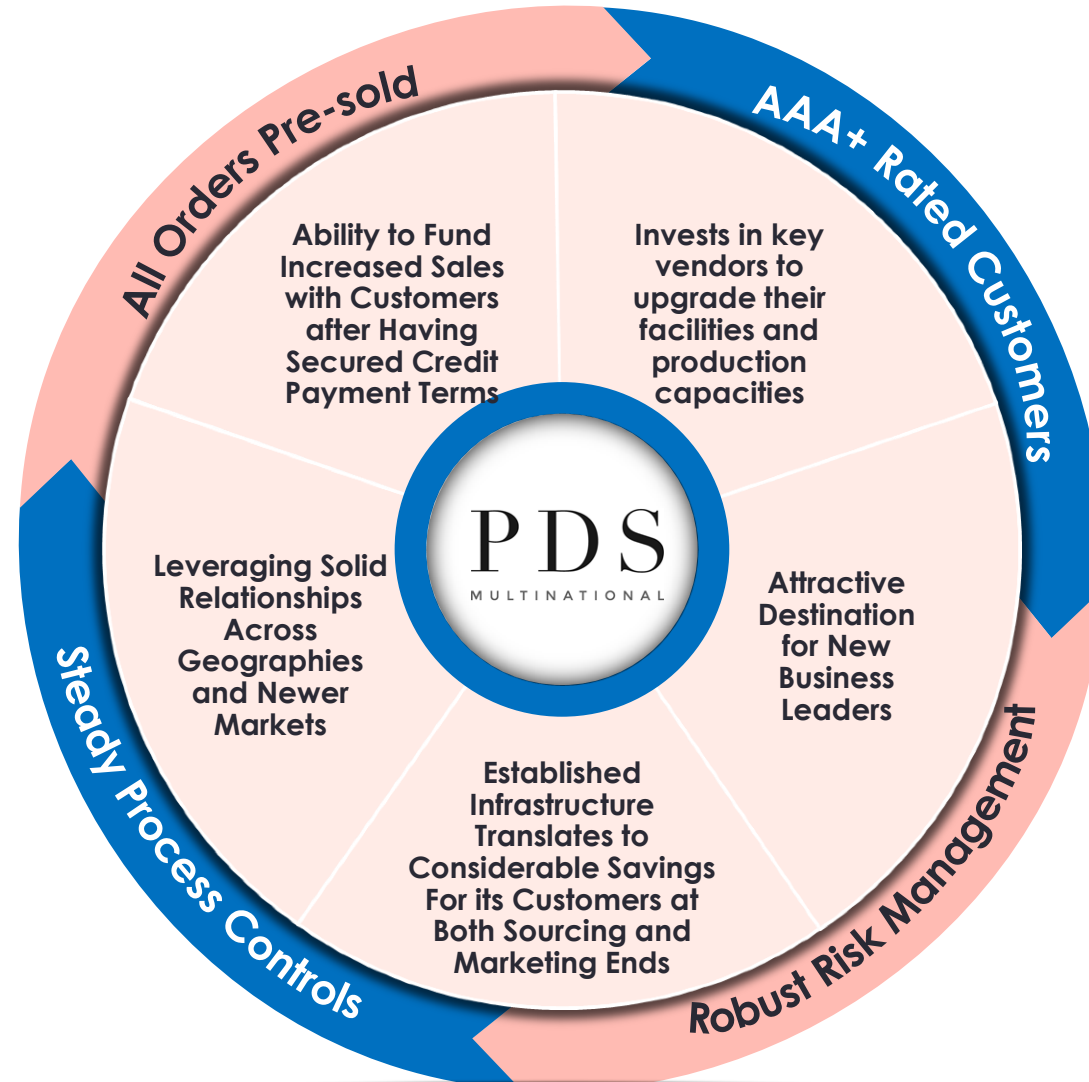 All Orders Pre-sold
AAA+ Rated Customers
Ability to Fund
Increased Sales
with Customers
after Having
Secured Credit
Payment Terms
Invests in key
vendors to
upgrade their
facilities and
production
capacities
Leveraging Solid
Relationships
Across
Geographies
and Newer
Markets
PDS
MULTINATIONAL
Attractive
Destination
for New
Business
Leaders
Established
Infrastructure
Translates to
Considerable Savings
For its Customers at
Both Sourcing and
Marketing Ends
Steady Process Controls
Robust Risk Management